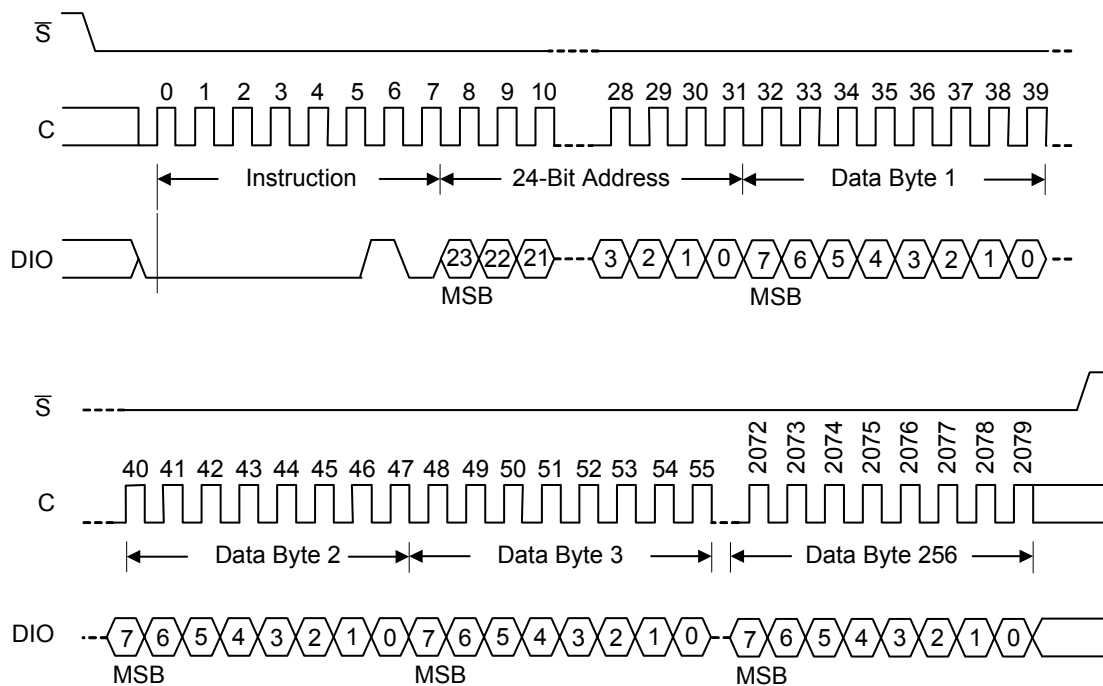 S
0 1 2 3 4 5 6 7 8 9 10 28 29 30 31 32 33 34 35 36 37 38 39
C
Instruction 24-Bit Address Data Byte 1
DIO 23 22 21 3 2 1 0 7 6 5 4 3 2 1 0
MSB MSB
S
40 41 42 43 44 45 46 47 48 49 50 51 52 53 54 55 2072 2073 2074 2075 2076 2077 2078 2079
C
Data Byte 2 Data Byte 3 Data Byte 256
DIO 7 6 5 4 3 2 1 0 7 6 5 4 3 2 1 0 7 6 5 4 3 2 1 0
MSB MSB MSB